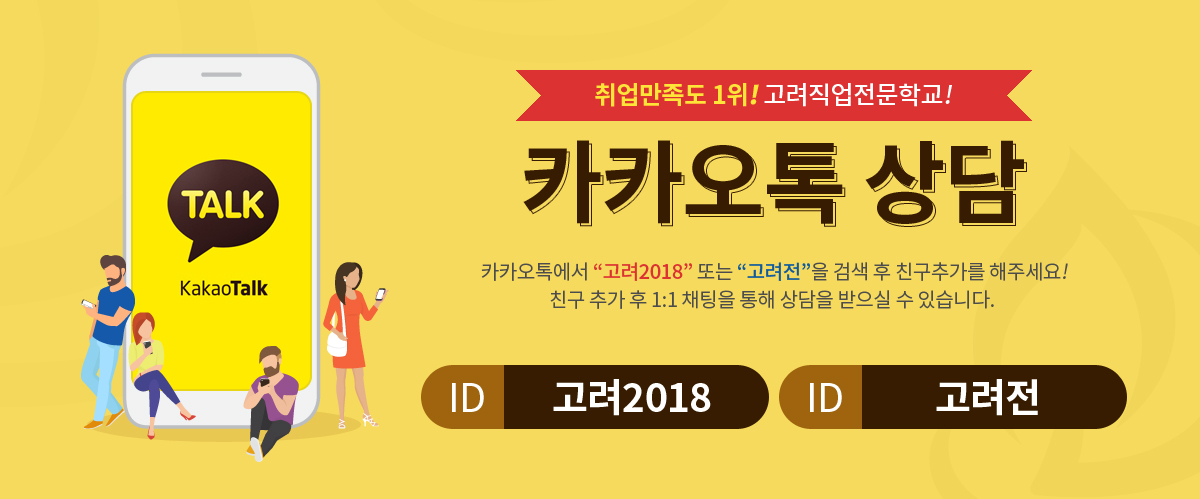 TALK
KakaoTalk
취업만족도 1위! 고려직업전문학교!
카카오톡 상담
카카오톡에서 “고려2018” 또는 “고려전”을 검색 후 친구추가를 해주세요!
친구 추가 후 1:1 채팅을 통해 상담을 받으실 수 있습니다.
ID 고려2018
ID 고려전